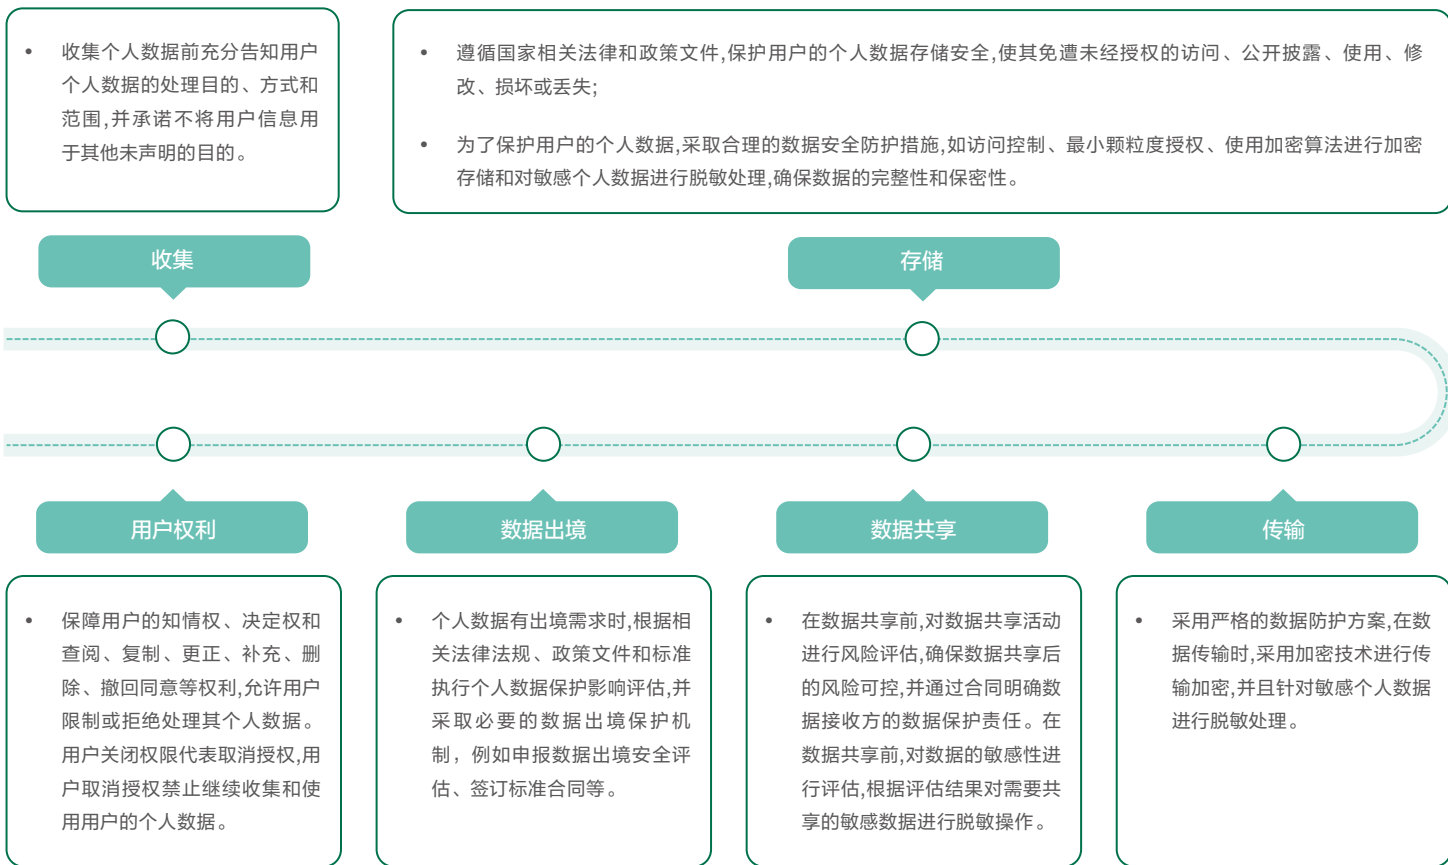 • 收集个人数据前充分告知用户
个人数据的处理目的、方式和
范围,并承诺不将用户信息用
于其他未声明的目的。
• 遵循国家相关法律和政策文件,保护用户的个人数据存储安全,使其免遭未经授权的访问、公开披露、使用、修
改、损坏或丢失;
• 为了保护用户的个人数据,采取合理的数据安全防护措施,如访问控制、最小颗粒度授权、使用加密算法进行加密
存储和对敏感个人数据进行脱敏处理,确保数据的完整性和保密性。
收集
存储
用户权利
数据出境
数据共享
传输
• 保障用户的知情权、决定权和
查阅、复制、更正、补充、删
除、撤回同意等权利,允许用户
限制或拒绝处理其个人数据。
用户关闭权限代表取消授权,用
户取消授权禁止继续收集和使
用用户的个人数据。
• 个人数据有出境需求时,根据相
关法律法规、政策文件和标准
执行个人数据保护影响评估,并
采取必要的数据出境保护机
制，例如申报数据出境安全评
估、签订标准合同等。
• 在数据共享前,对数据共享活动
进行风险评估,确保数据共享后
的风险可控,并通过合同明确数
据接收方的数据保护责任。在
数据共享前,对数据的敏感性进
行评估,根据评估结果对需要共
享的敏感数据进行脱敏操作。
• 采用严格的数据防护方案,在数
据传输时,采用加密技术进行传
输加密,并且针对敏感个人数据
进行脱敏处理。